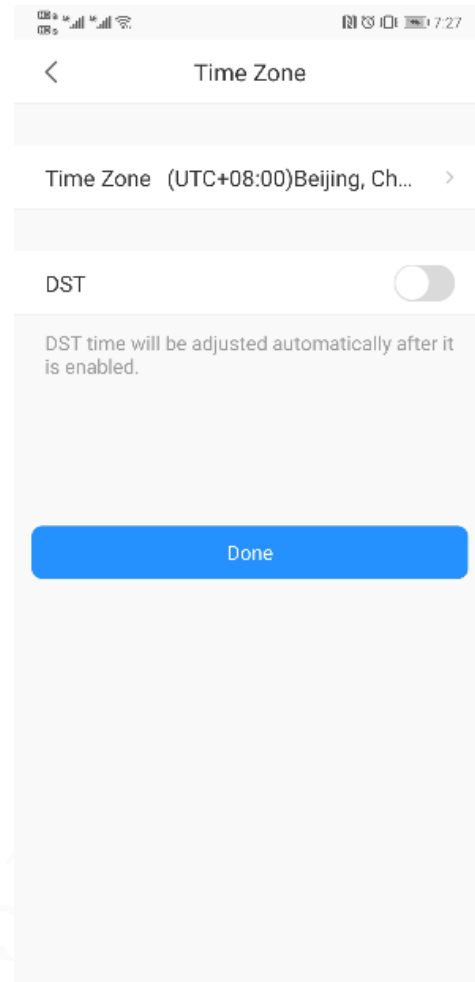 7:27
Time Zone
Time Zone (UTC+08:00)Beijing, Ch...
DST
DST time will be adjusted automatically after it
is enabled.
Done